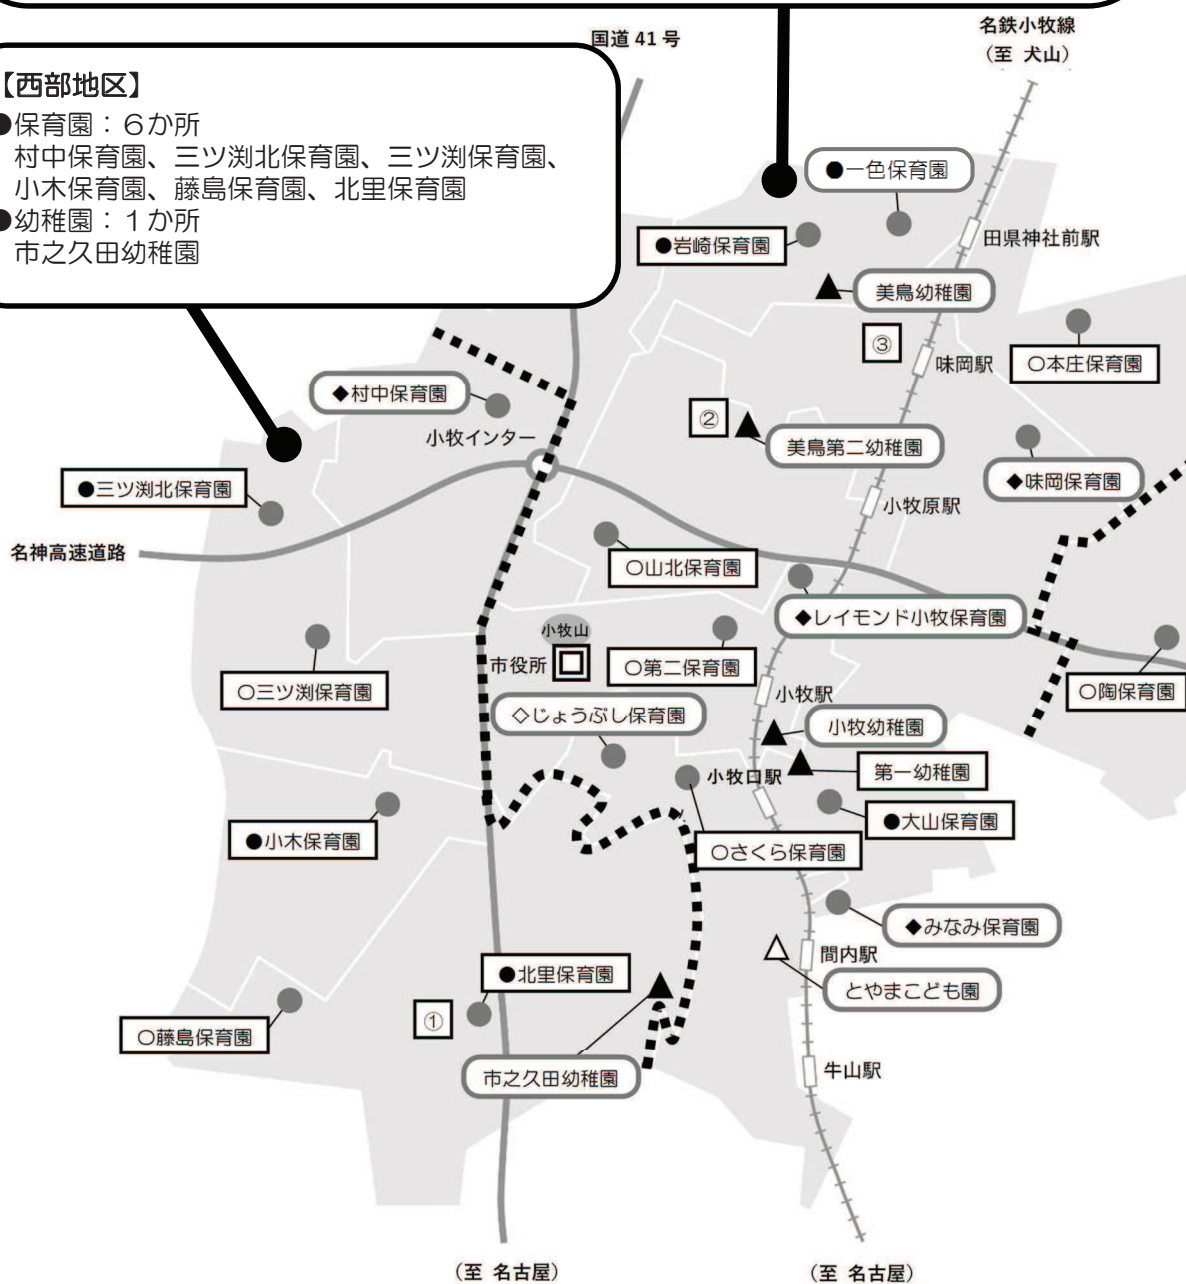 国道 41 号
名鉄小牧線
(至 犬山)
【西部地区】
●保育園：６か所
村中保育園、三ツ渕北保育園、三ツ渕保育園、
小木保育園、藤島保育園、北里保育園
●幼稚園：１か所
市之久田幼稚園
●一色保育園
●岩崎保育園
田県神社前駅
美鳥幼稚園
③
味岡駅
○本庄保育園
◆村中保育園
②
小牧インター
美鳥第二幼稚園
◆味岡保育園
●三ツ渕北保育園
小牧原駅
名神高速道路
○山北保育園
◆レイモンド小牧保育園
小牧山
市役所
○第二保育園
○三ツ渕保育園
小牧駅
○陶保育園
◇じょうぶし保育園
小牧幼稚園
小牧口駅
第一幼稚園
●大山保育園
●小木保育園
○さくら保育園
◆みなみ保育園
間内駅
●北里保育園
とやまこども園
①
○藤島保育園
牛山駅
市之久田幼稚園
(至 名古屋)
(至 名古屋)